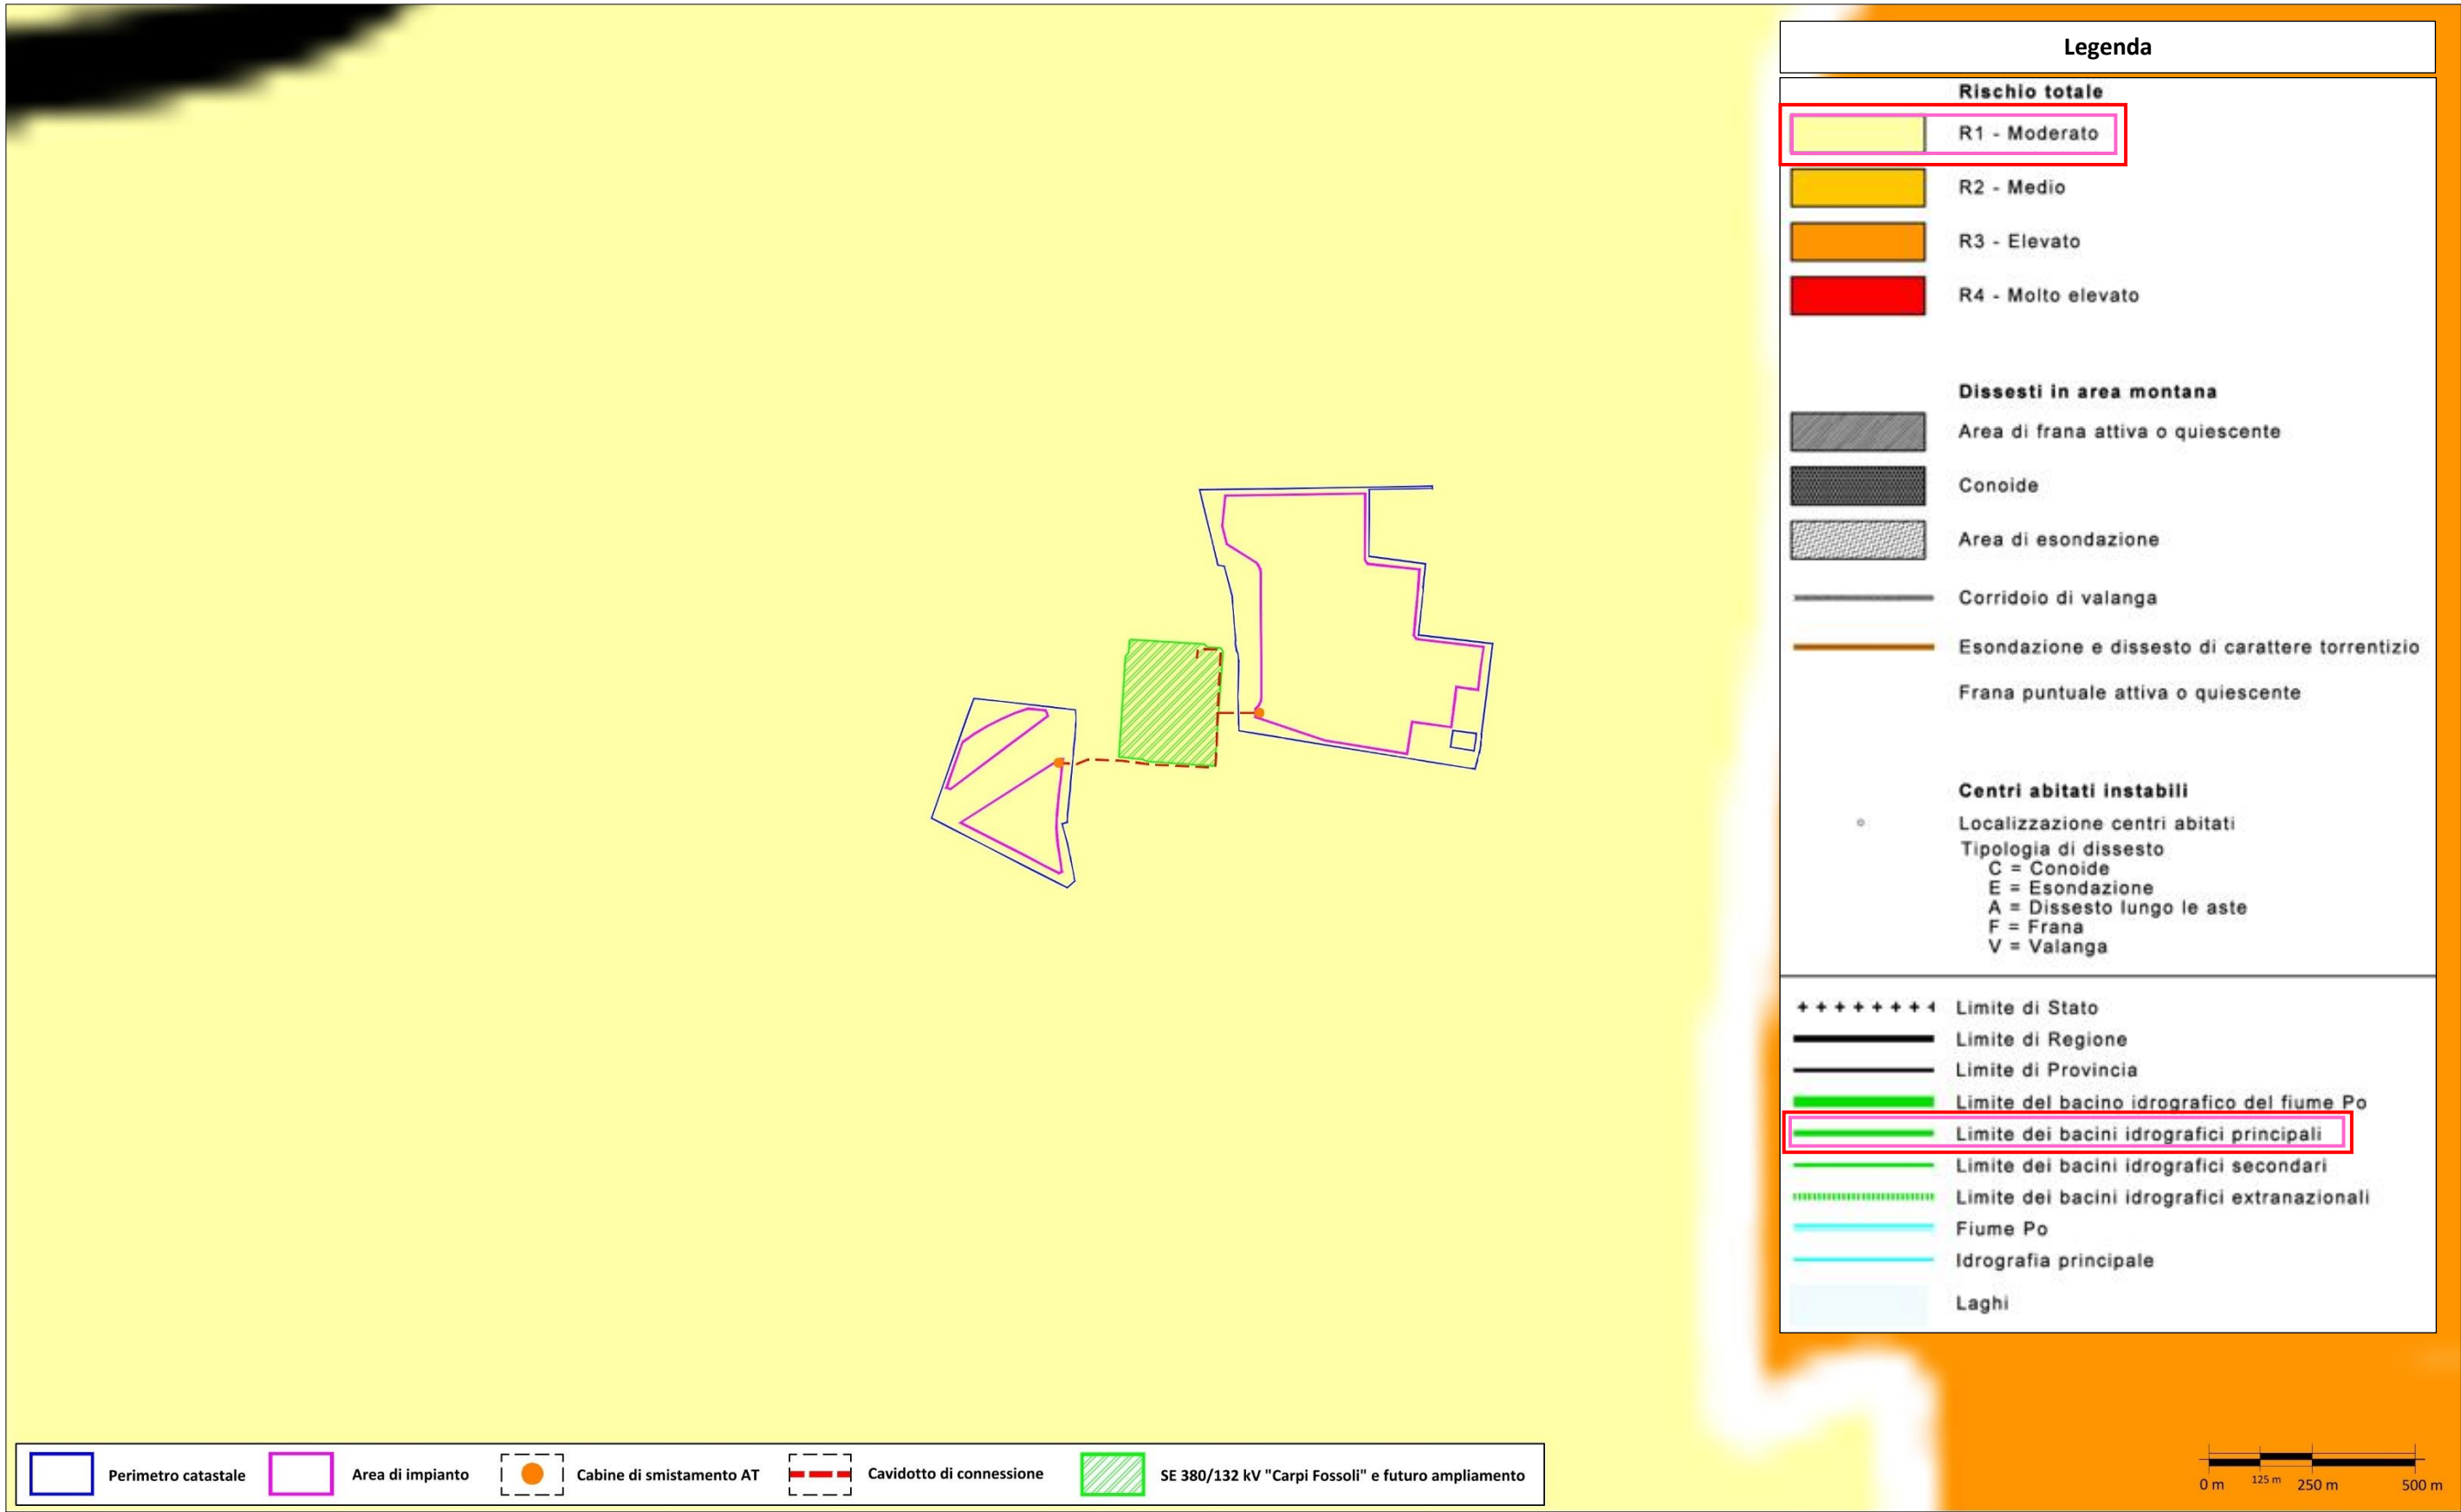 Legenda
Rischio totale
R1 - Moderato
R2 - Medio
R3 - Elevato
R4 - Molto elevato
Dissesti in area montana
Area di frana attiva o quiescente
Conoide
Area di esondazione
Corridoio di valanga
Esondazione e dissesto di carattere torrentizio
Frana puntuale attiva o quiescente
Centri abitati instabili
Localizzazione centri abitati
Tipologia di dissesto
C = Conoide
E = Esondazione
A = Dissesto lungo le aste
F = Frana
V = Valanga
Limite di Stato
Limite di Regione
Limite di Provincia
Limite del bacino idrografico del fiume Po
Limite dei bacini idrografici principali
Limite dei bacini idrografici secondari
Limite dei bacini idrografici extranazionali
Fiume Po
Idrografia principale
Laghi
Perimetro catastale
Area di impianto
Cabine di smistamento AT
Cavidotto di connessione
SE 380/132 kV "Carpi Fossoli" e futuro ampliamento
0 m 125 m 250 m 500 m